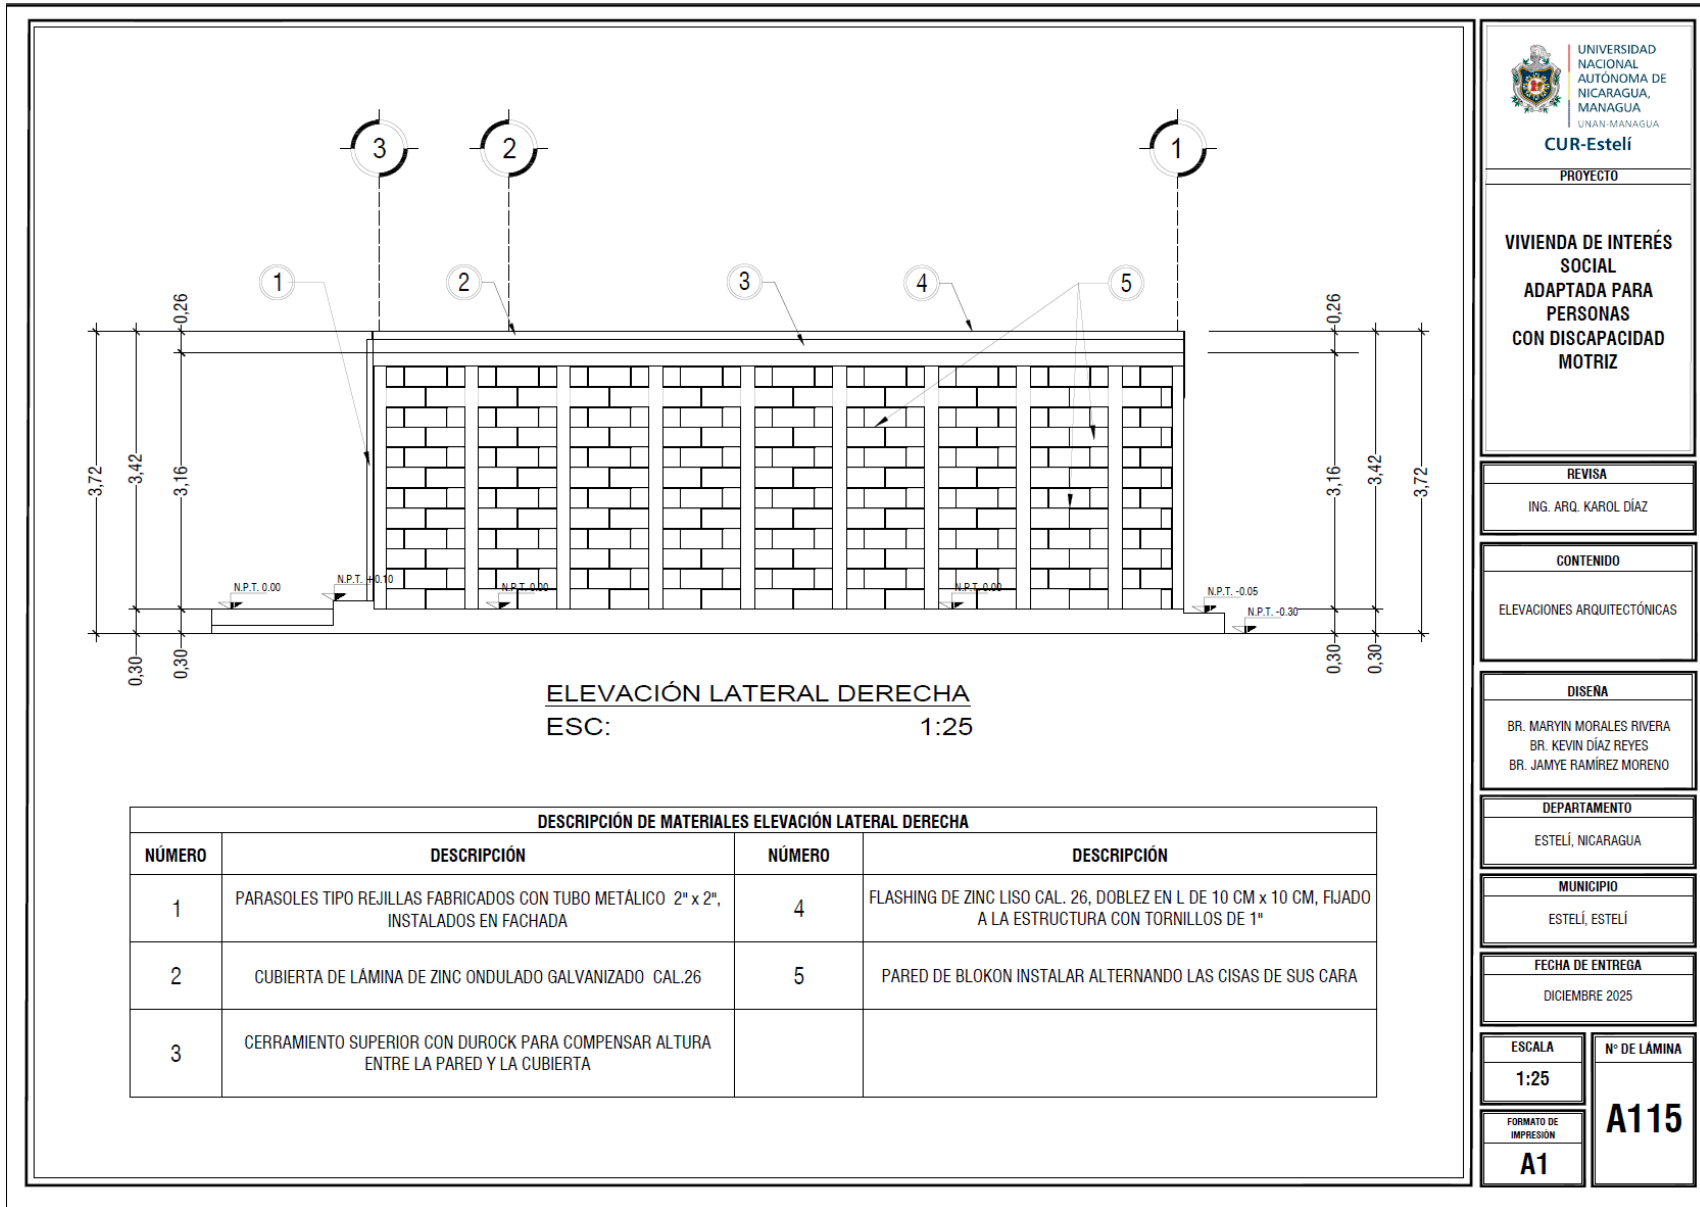 3
2
1
1
2
3
4
5
0,26
3,72
3,42
3,16
0,30
0,30
0,26
3,16
3,42
3,72
0,30
0,30
N.P.T. 0.00
N.P.T. +0.10
N.P.T. 0.00
N.P.T. 0.00
N.P.T. -0.05
N.P.T. -0.30
ELEVACIÓN LATERAL DERECHA
ESC: 1:25
DESCRIPCIÓN DE MATERIALES ELEVACIÓN LATERAL DERECHA
NÚMERO DESCRIPCIÓN NÚMERO DESCRIPCIÓN
1
PARASOLES TIPO REJILLAS FABRICADOS CON TUBO METÁLICO 2" x 2",
INSTALADOS EN FACHADA
4
FLASHING DE ZINC LISO CAL. 26, DOBLEZ EN L DE 10 CM x 10 CM, FIJADO
A LA ESTRUCTURA CON TORNILLOS DE 1"
2
CUBIERTA DE LÁMINA DE ZINC ONDULADO GALVANIZADO CAL.26
5
PARED DE BLOKON INSTALAR ALTERNANDO LAS CISAS DE SUS CARA
3
CERRAMIENTO SUPERIOR CON DUROCK PARA COMPENSAR ALTURA
ENTRE LA PARED Y LA CUBIERTA
UNIVERSIDAD
NACIONAL
AUTÓNOMA DE
NICARAGUA,
MANAGUA
UNAN-MANAGUA
CUR-Estelí
PROYECTO
VIVIENDA DE INTERÉS
SOCIAL
ADAPTADA PARA
PERSONAS
CON DISCAPACIDAD
MOTRIZ
REVISA
ING. ARQ. KAROL DÍAZ
CONTENIDO
ELEVACIONES ARQUITECTÓNICAS
DISEÑA
BR. MARYIN MORALES RIVERA
BR. KEVIN DÍAZ REYES
BR. JAMYE RAMÍREZ MORENO
DEPARTAMENTO
ESTELÍ, NICARAGUA
MUNICIPIO
ESTELÍ, ESTELÍ
FECHA DE ENTREGA
DICIEMBRE 2025
ESCALA
1:25
N° DE LÁMINA
A115
FORMATO DE
IMPRESIÓN
A1